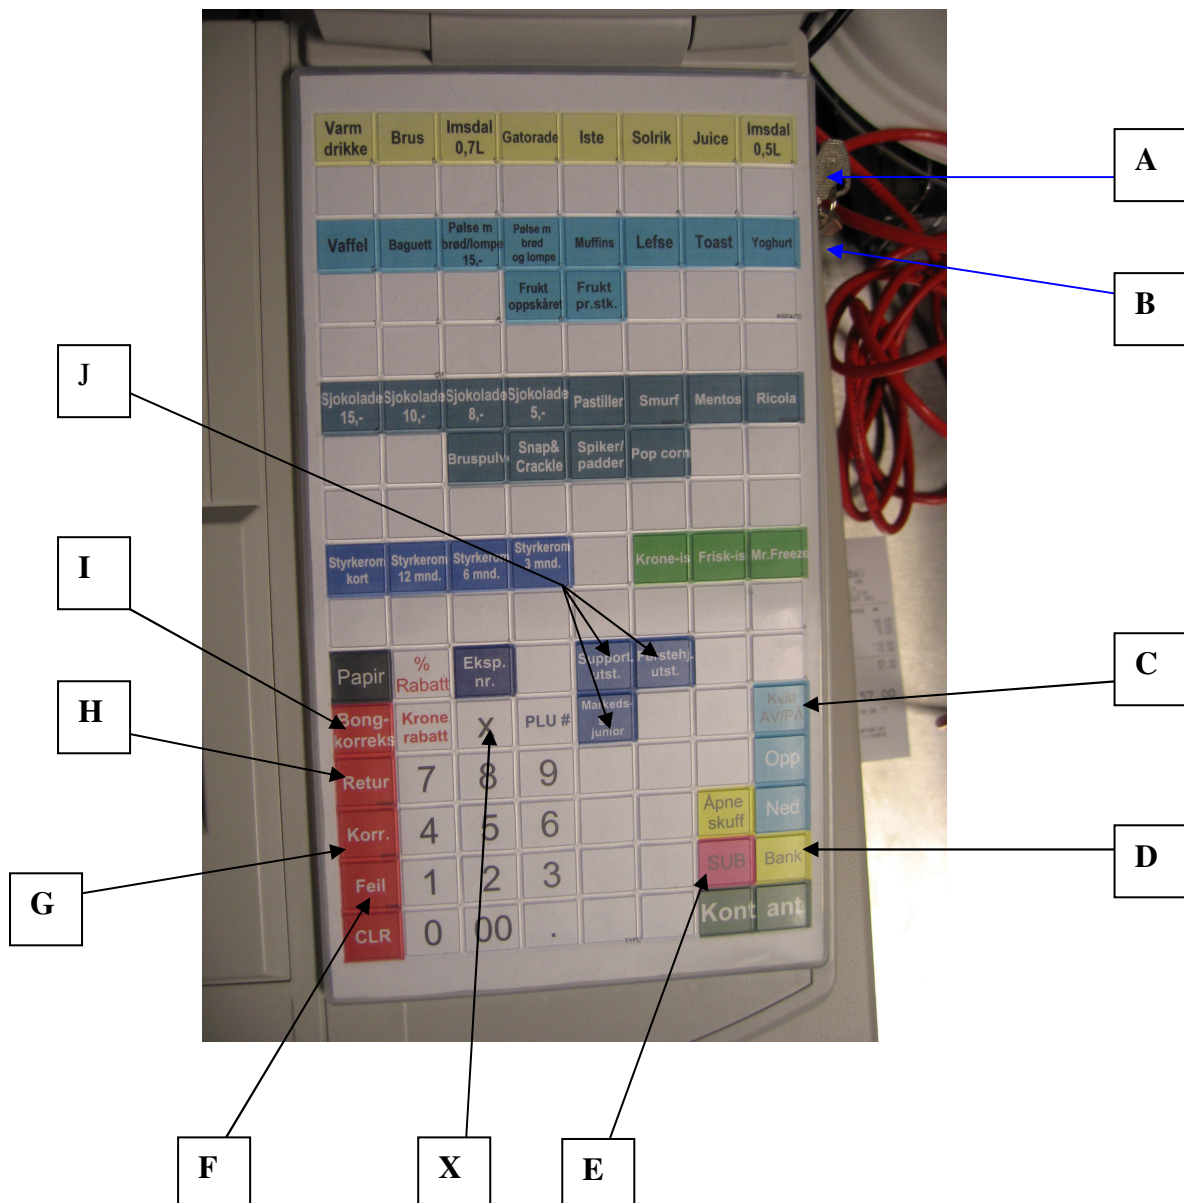 A
B
J
I
H
G
C
D
F
X
E
Varm drikke
Brus
Imsdal 0,7L
Gatorade
Iste
Solrik
Juice
Imsdal 0,5L
Vaffel
Baguett
Pølse m brød/lompe 15,-
Pølse m brød og lompe
Muffins
Lefse
Toast
Yoghurt
Frukt oppskåret
Frukt pr.stk.
Sjokolade 15,-
Sjokolade 10,-
Sjokolade 8,-
Sjokolade 5,-
Pastiller
Smurf
Mentos
Ricola
Bruspulv
Snap& Crackle
Spiker/ padder
Pop corn
Styrkerom kort
Styrkerom 12 mnd.
Styrkerom 6 mnd.
Styrkerom 3 mnd.
Krone-is
Frisk-is
Mr.Freeze
Papir
% Rabatt
Eksp. nr.
Support. utst.
Førstehj. utst.
Bong- korreks
Krone rabatt
X
PLU #
Markeds- junior
Kvit AV/PÅ
Retur
7
8
9
Opp
Korr.
4
5
6
Åpne skuff
Ned
Feil
1
2
3
SUB
Bank
CLR
0
00
.
Kont ant